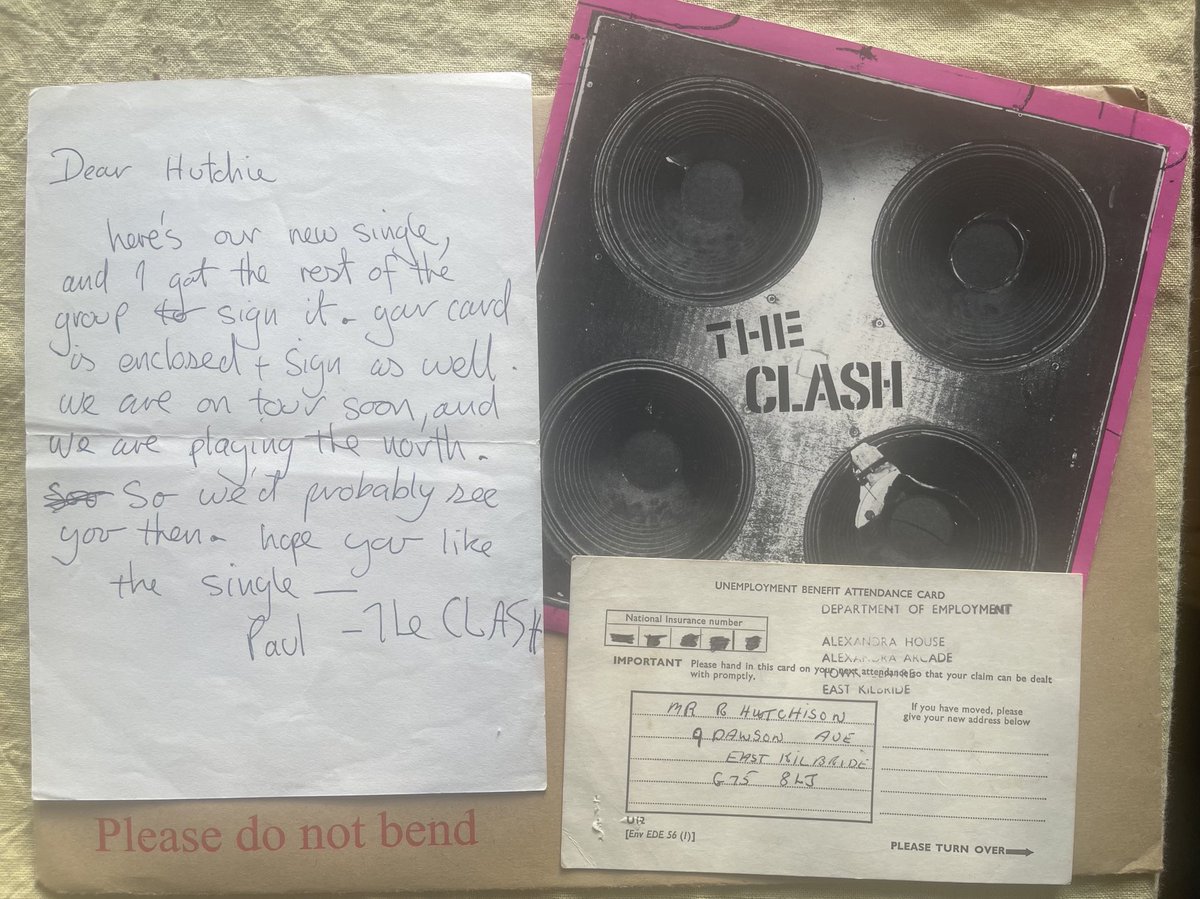 Dear Hutchie
here's our new single,
and I got the rest of the
group to sign it. your card
is enclosed + sign as well.
we are on tour soon, and
we are playing the north.
Soo So we'd probably see
you then. hope you like
the single —
Paul - The CLASH
Please do not bend
THE
CLASH
UNEMPLOYMENT BENEFIT ATTENDANCE CARD
DEPARTMENT OF EMPLOYMENT
National Insurance number
ALEXANDRA HOUSE
ALEXANDRA ARCADE
IMPORTANT Please hand in this card on your next attendance so that your claim can be dealt
with promptly.
TOWN CENTRE
EAST KILBRIDE
MR R HUTCHISON
9 DAWSON AVE
EAST KILBRIDE
G75 8LJ
If you have moved, please
give your new address below
UB
[Env EDE 56 (1)]
PLEASE TURN OVER